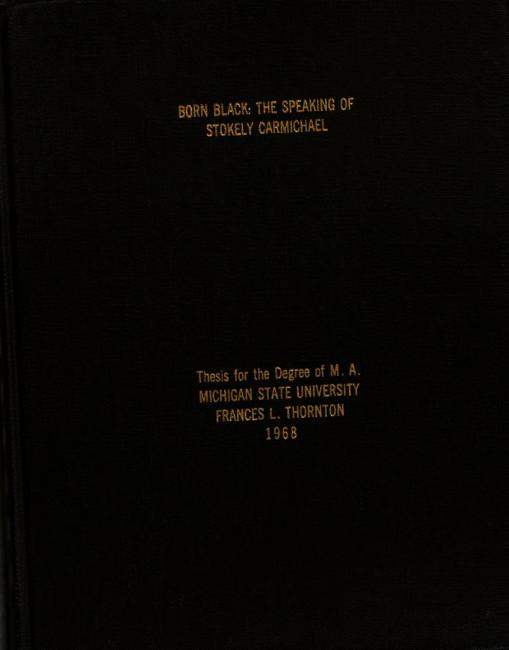 BORN BLACK: THE SPEAKING OF
STOKELY CARMICHAEL
Thesis for the Degree of M. A.
MICHIGAN STATE UNIVERSITY
FRANCES L. THORNTON
1968